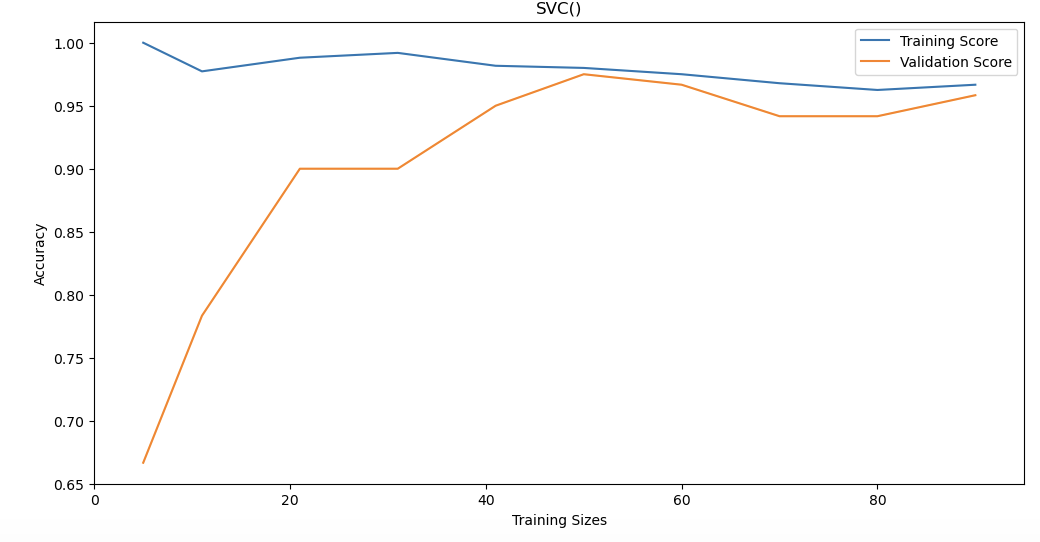 SVC()
Training Score
Validation Score
1.00
0.95
0.90
0.85
0.80
0.75
0.70
0.65
Accuracy
0
20
40
60
80
Training Sizes